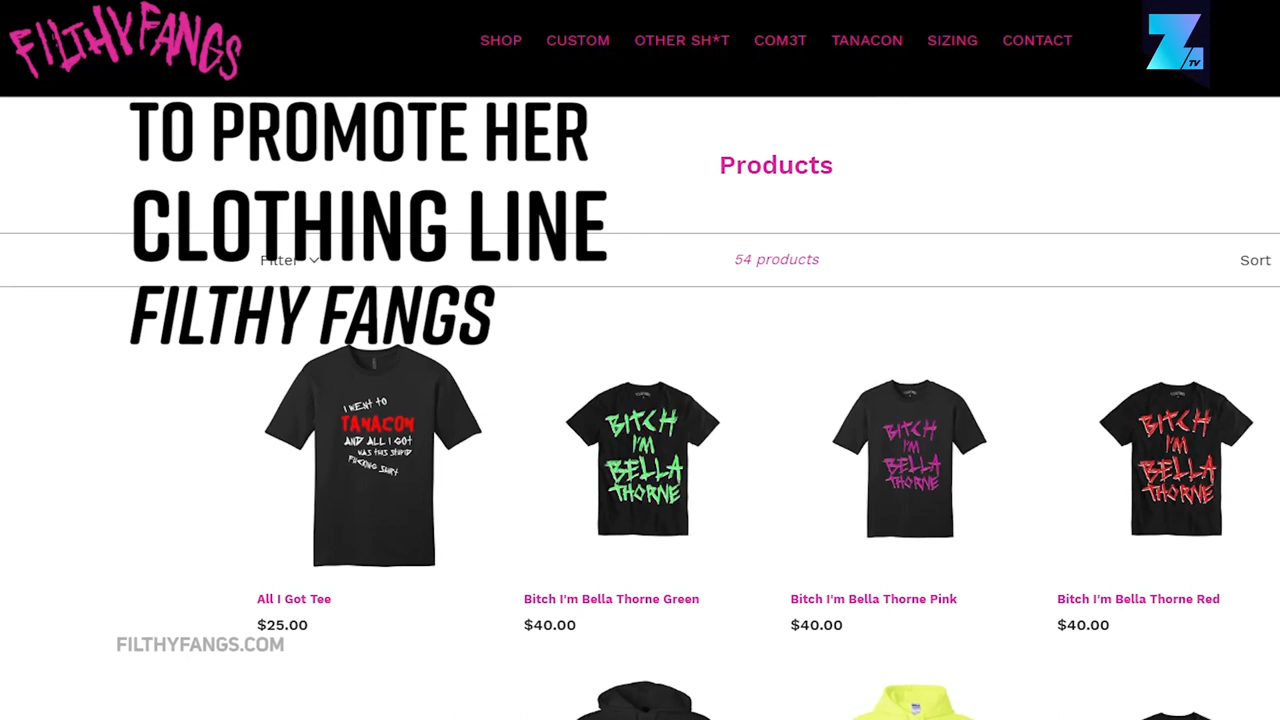 FILTHY FANGS
SHOP CUSTOM OTHER SH*T COM3T TANACON SIZING CONTACT
Z TV
TO PROMOTE HER
CLOTHING LINE
FILTHY FANGS
Products
Filter
54 products
Sort
I WENT TO
TANACON
AND ALL I GOT
WAS THIS STUPID
FUCKING SHIRT
BITCH
I'M
BELLA
THORNE
BITCH
I'M
BELLA
THORNE
BITCH
I'M
BELLA
THORNE
All I Got Tee
$25.00
Bitch I'm Bella Thorne Green
$40.00
Bitch I'm Bella Thorne Pink
$40.00
Bitch I'm Bella Thorne Red
$40.00
FILTHYFANGS.COM